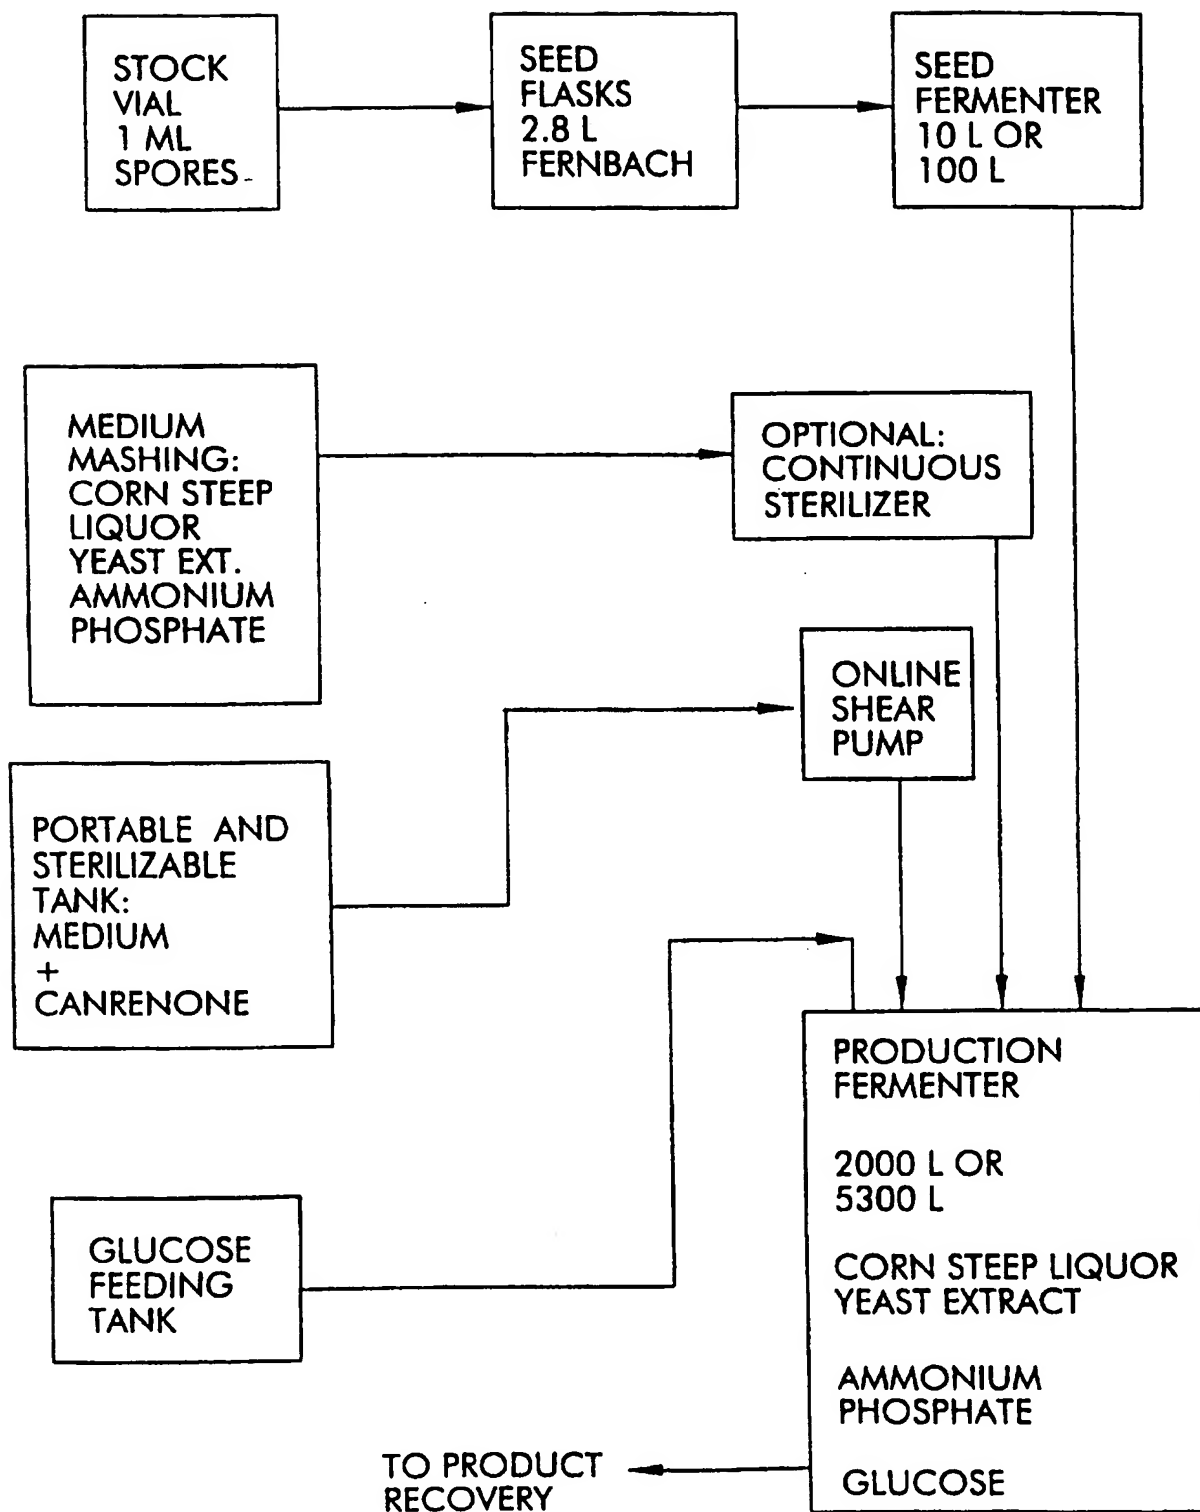 STOCK
VIAL
1 ML
SPORES
SEED
FLASKS
2.8 L
FERNBACH
SEED
FERMENTER
10 L OR
100 L
MEDIUM
MASHING:
CORN STEEP
LIQUOR
YEAST EXT.
AMMONIUM
PHOSPHATE
OPTIONAL:
CONTINUOUS
STERILIZER
ONLINE
SHEAR
PUMP
PORTABLE AND
STERILIZABLE
TANK:
MEDIUM
+
CANRENONE
GLUCOSE
FEEDING
TANK
PRODUCTION
FERMENTER
2000 L OR
5300 L
CORN STEEP LIQUOR
YEAST EXTRACT
AMMONIUM
PHOSPHATE
GLUCOSE
TO PRODUCT
RECOVERY